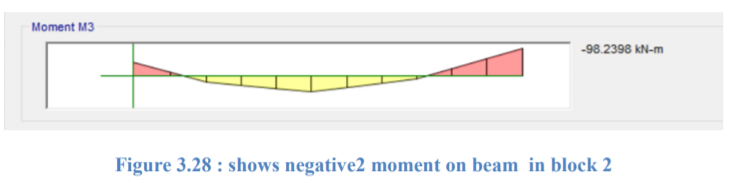 Moment M3
-98.2398 kN-m
Figure 3.28 : shows negative2 moment on beam in block 2